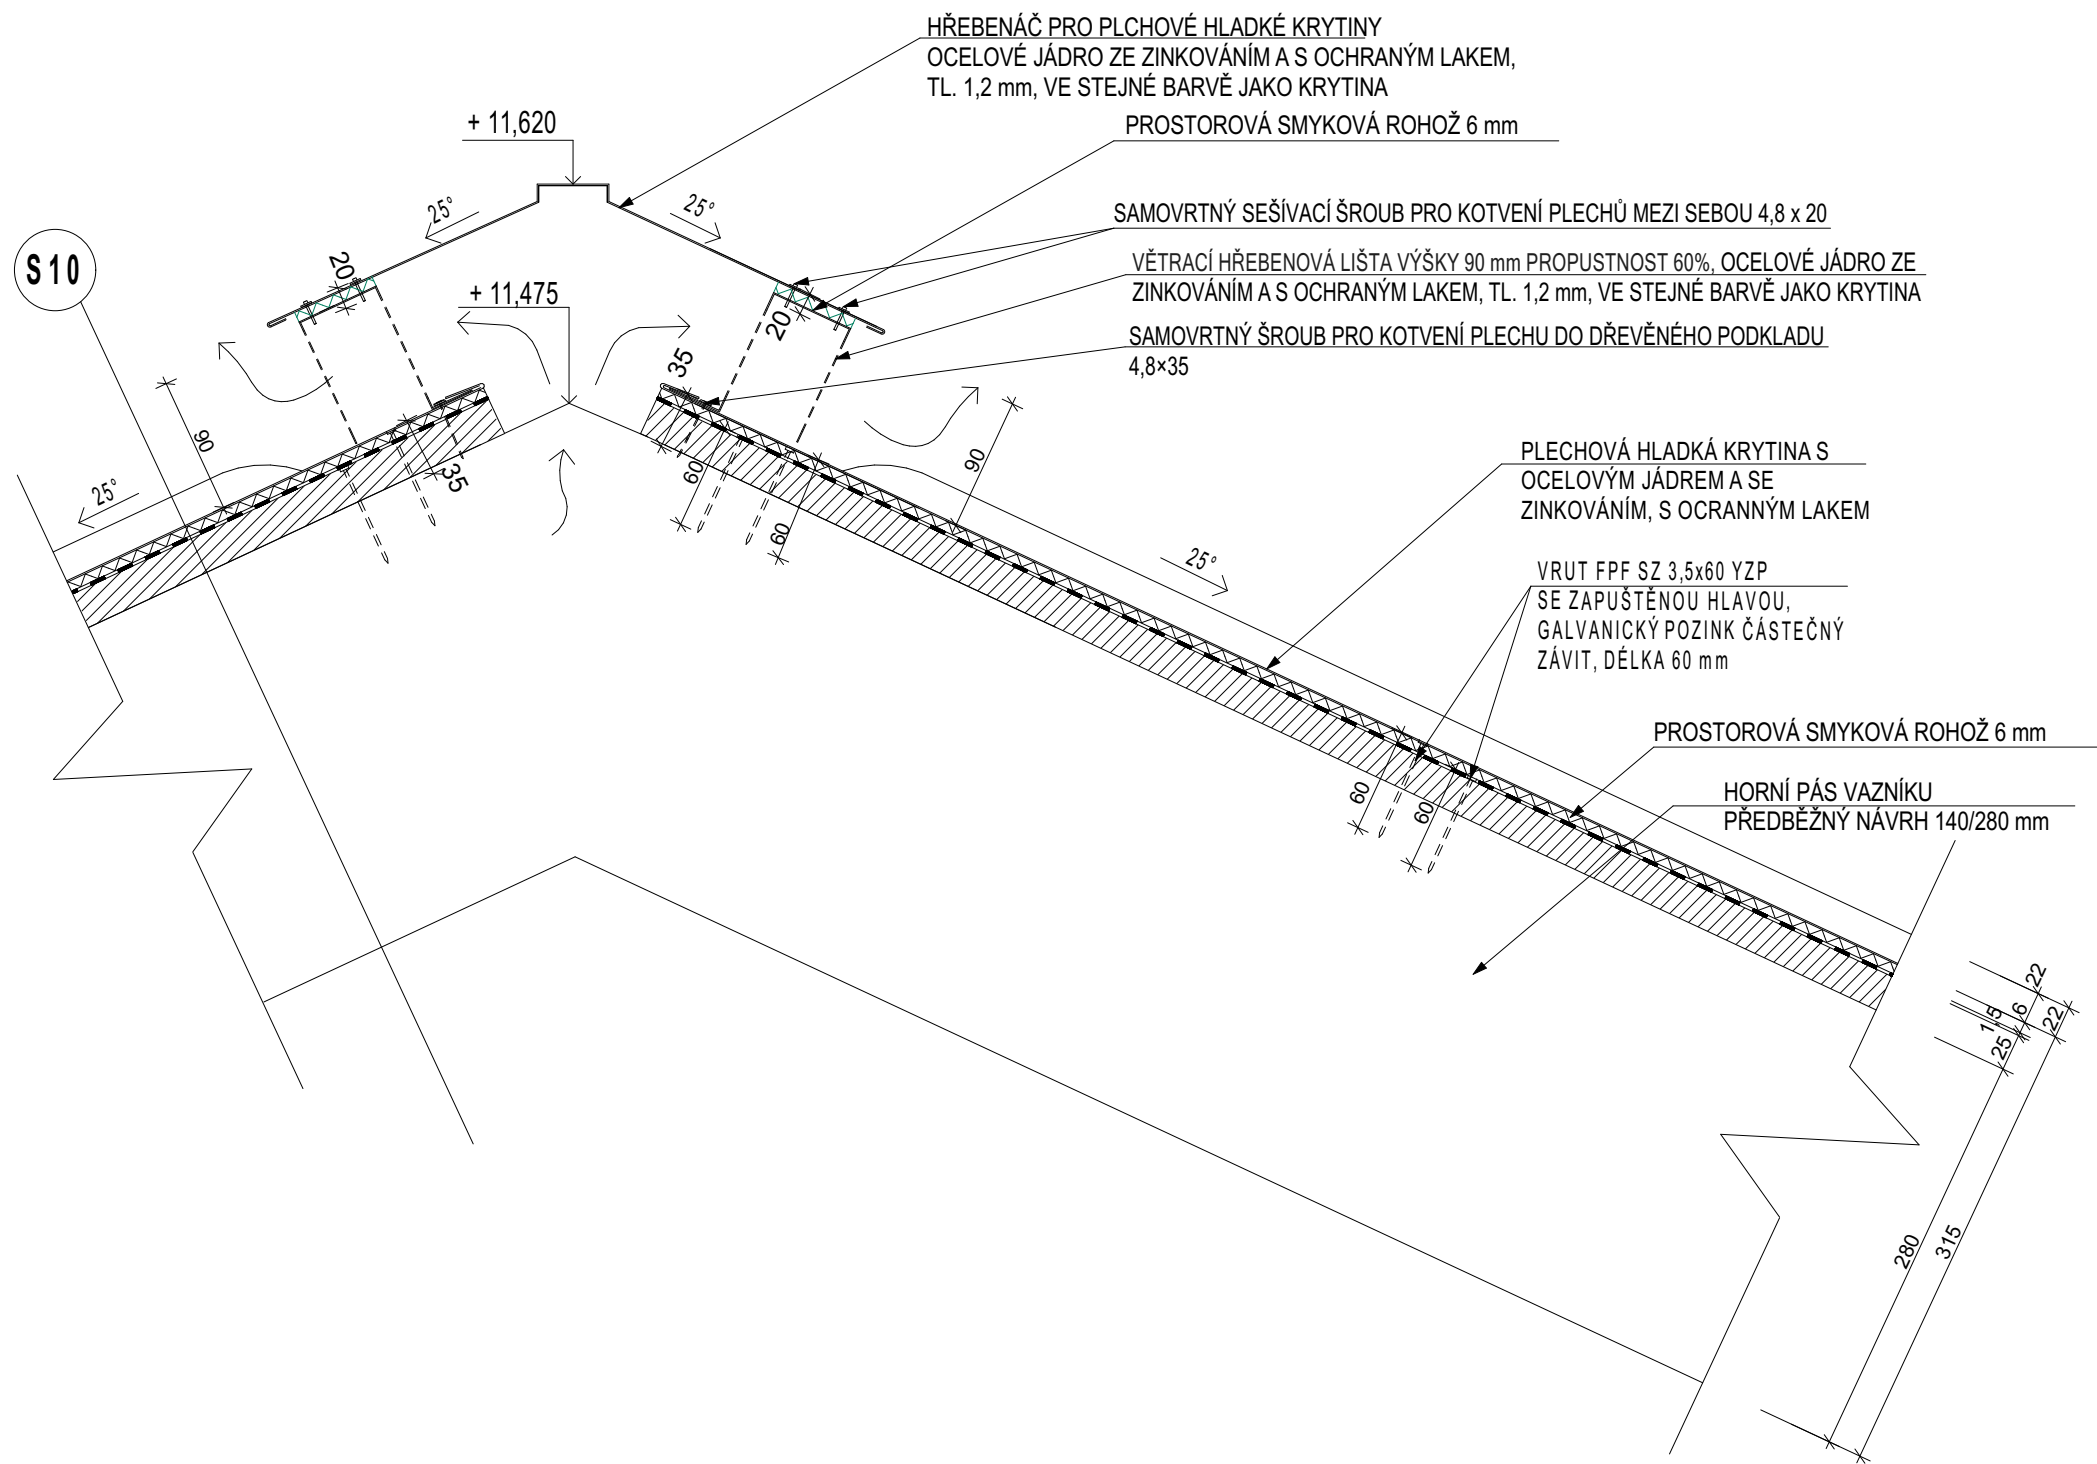 HŘEBENÁČ PRO PLCHOVÉ HLADKÉ KRYTINY
OCELOVÉ JÁDRO ZE ZINKOVÁNÍM A S OCHRANÝM LAKEM,
TL. 1,2 mm, VE STEJNÉ BARVĚ JAKO KRYTINA
+ 11,620
PROSTOROVÁ SMYKOVÁ ROHOŽ 6 mm
25°
25°
SAMOVRTNÝ SEŠÍVACÍ ŠROUB PRO KOTVENÍ PLECHŮ MEZI SEBOU 4,8 x 20
S10
20
VĚTRACÍ HŘEBENOVÁ LIŠTA VÝŠKY 90 mm PROPUSTNOST 60%, OCELOVÉ JÁDRO ZE
ZINKOVÁNÍM A S OCHRANÝM LAKEM, TL. 1,2 mm, VE STEJNÉ BARVĚ JAKO KRYTINA
+ 11,475
20
SAMOVRTNÝ ŠROUB PRO KOTVENÍ PLECHU DO DŘEVĚNÉHO PODKLADU
4,8×35
35
90
35
25°
60
60
90
PLECHOVÁ HLADKÁ KRYTINA S
OCELOVÝM JÁDREM A SE
ZINKOVÁNÍM, S OCRANNÝM LAKEM
25°
VRUT FPF SZ 3,5x60 YZP
SE ZAPUŠTĚNOU HLAVOU,
GALVANICKÝ POZINK ČÁSTEČNÝ
ZÁVIT, DÉLKA 60 mm
60
60
PROSTOROVÁ SMYKOVÁ ROHOŽ 6 mm
HORNÍ PÁS VAZNÍKU
PŘEDBĚŽNÝ NÁVRH 140/280 mm
22
6
22
1,5
25
280
315